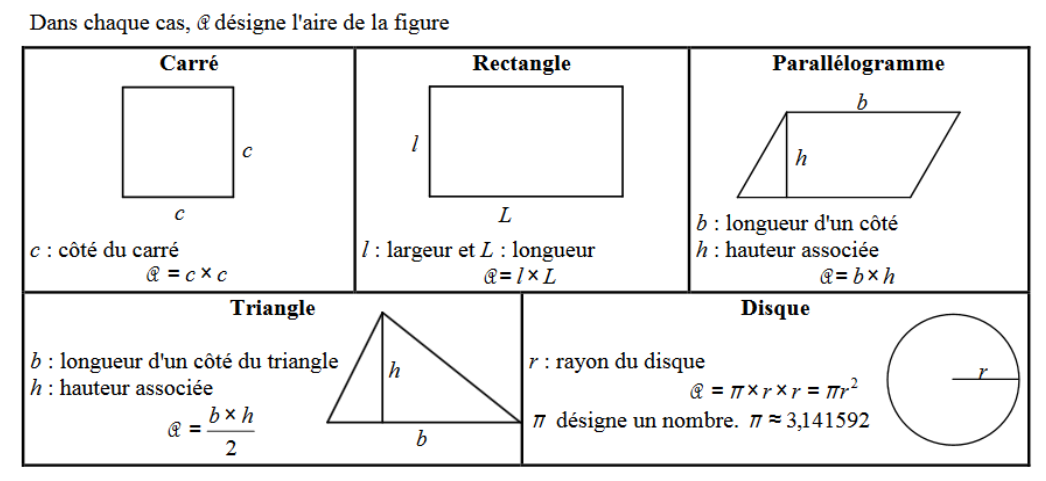 Dans chaque cas, 𝒜 désigne l'aire de la figure
Carré
c
c
c : côté du carré
𝒜 = c × c
Rectangle
l
L
l : largeur et L : longueur
𝒜 = l × L
Parallélogramme
b
h
b : longueur d'un côté
h : hauteur associée
𝒜 = b × h
Triangle
b : longueur d'un côté du triangle
h : hauteur associée
𝒜 = b × h / 2
h
b
Disque
r : rayon du disque
𝒜 = π × r × r = πr²
π désigne un nombre. π ≈ 3,141592
r